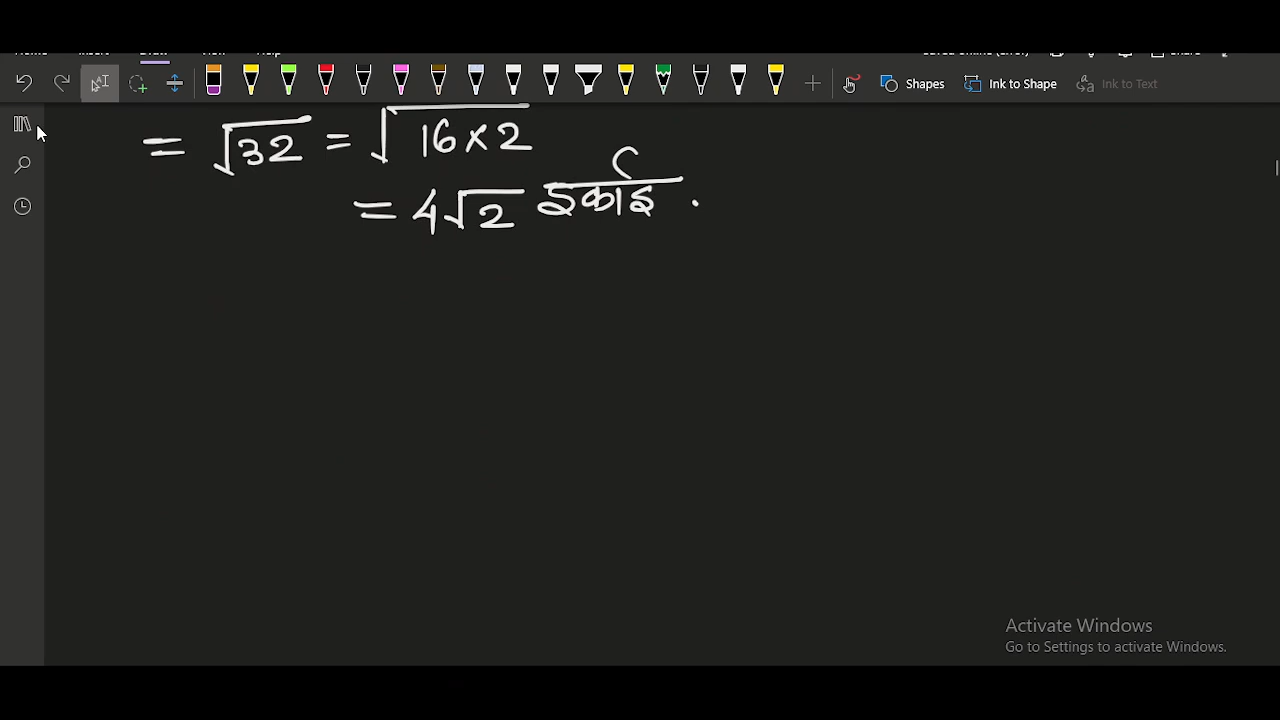 Shapes Ink to Shape Ink to Text
= √32 = √16×2
= 4√2 इकाई .
Activate Windows
Go to Settings to activate Windows.